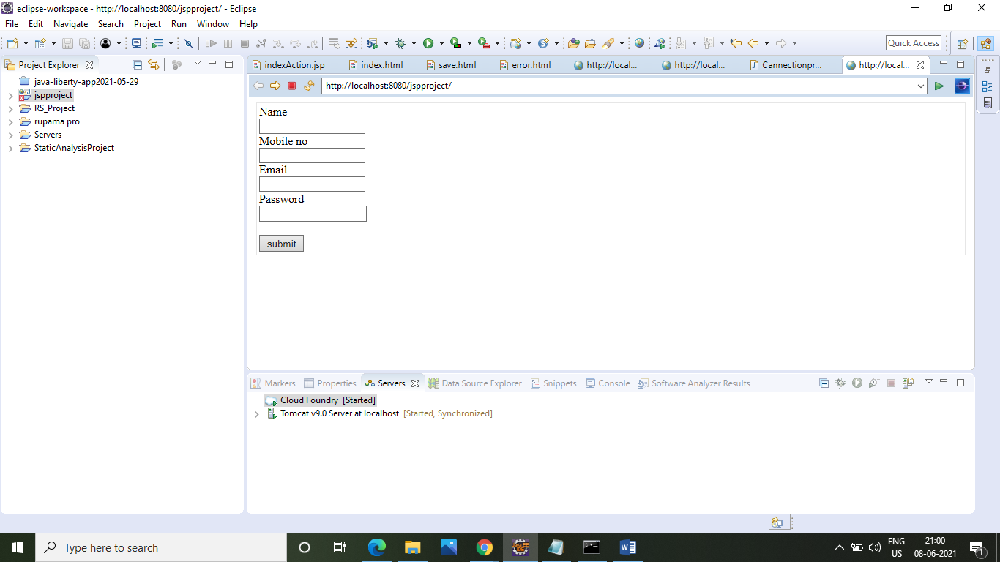 eclipse-workspace - http://localhost:8080/jspproject/ - Eclipse
File Edit Navigate Search Project Run Window Help
Quick Access
Project Explorer
indexAction.jsp index.html save.html error.html http://local... http://local... Cannectionpr... http://local...
java-liberty-app2021-05-29
jspproject
RS_Project
rupama pro
Servers
StaticAnalysisProject
http://localhost:8080/jspproject/
Name
Mobile no
Email
Password
submit
Markers Properties Servers Data Source Explorer Snippets Console Software Analyzer Results
Cloud Foundry [Started]
Tomcat v9.0 Server at localhost [Started, Synchronized]
Type here to search
ENG
US
21:00
08-06-2021
1